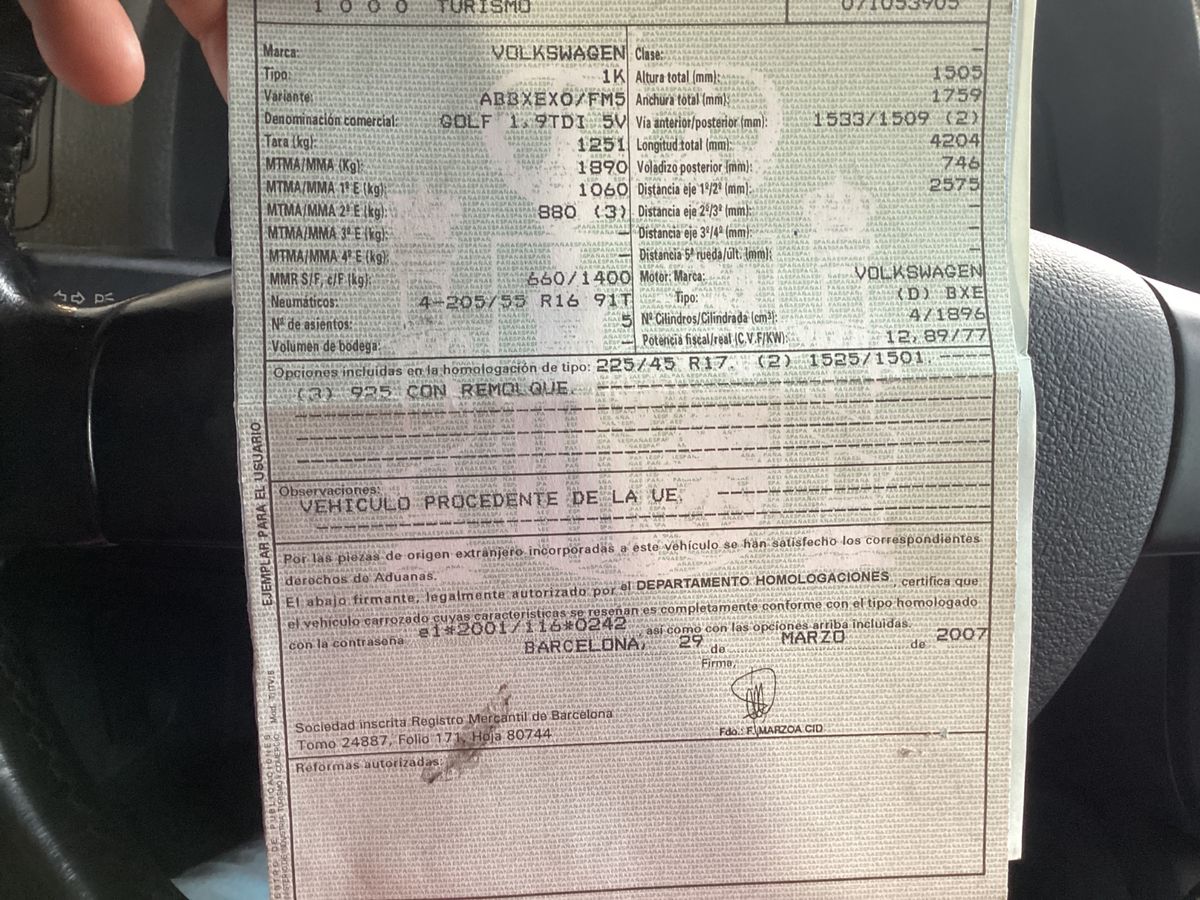 1 0 0 0 TURISMO
071053905
Marca: VOLKSWAGEN
Tipo: 1K
Variante: ABBXEXO/FM5
Denominación comercial: GOLF 1,9TDI 5V
Tara (kg): 1251
MTMA/MMA (Kg): 1890
MTMA/MMA 1º E (kg): 1060
MTMA/MMA 2º E (kg): 880 (3)
MTMA/MMA 3º E (kg): —
MTMA/MMA 4º E (kg): —
MMR S/F, c/F (kg): 660/1400
Neumáticos: 4-205/55 R16 91T
Nº de asientos: 5
Volumen de bodega: —
Clase: —
Altura total (mm): 1505
Anchura total (mm): 1759
Vía anterior/posterior (mm): 1533/1509 (2)
Longitud total (mm): 4204
Voladizo posterior (mm): 746
Distancia eje 1º/2º (mm): 2575
Distancia eje 2º/3º (mm): —
Distancia eje 3º/4º (mm): —
Distancia 5ª rueda/últ. (mm): —
Motor: Marca: VOLKSWAGEN
Tipo: (D) BXE
Nº Cilindros/Cilindrada (cm³): 4/1896
Potencia fiscal/real (C.V.F/KW): 12,89/77
Opciones incluidas en la homologación de tipo: 225/45 R17. (2) 1525/1501. ----
(3) 925 CON REMOLQUE.
Observaciones:
VEHICULO PROCEDENTE DE LA UE.
Por las piezas de origen extranjero incorporadas a este vehículo se han satisfecho los correspondientes
derechos de Aduanas.
El abajo firmante, legalmente autorizado por el DEPARTAMENTO HOMOLOGACIONES, certifica que
el vehículo carrozado cuyas características se reseñan es completamente conforme con el tipo homologado
con la contraseña e1*2001/116*0242 así como con las opciones arriba incluidas.
BARCELONA, 29 de MARZO de 2007
Firma,
Fdo.: F. MARZOA CID
Sociedad inscrita Registro Mercantil de Barcelona
Tomo 24887, Folio 171, Hoja 80744
Reformas autorizadas:
EJEMPLAR PARA EL USUARIO